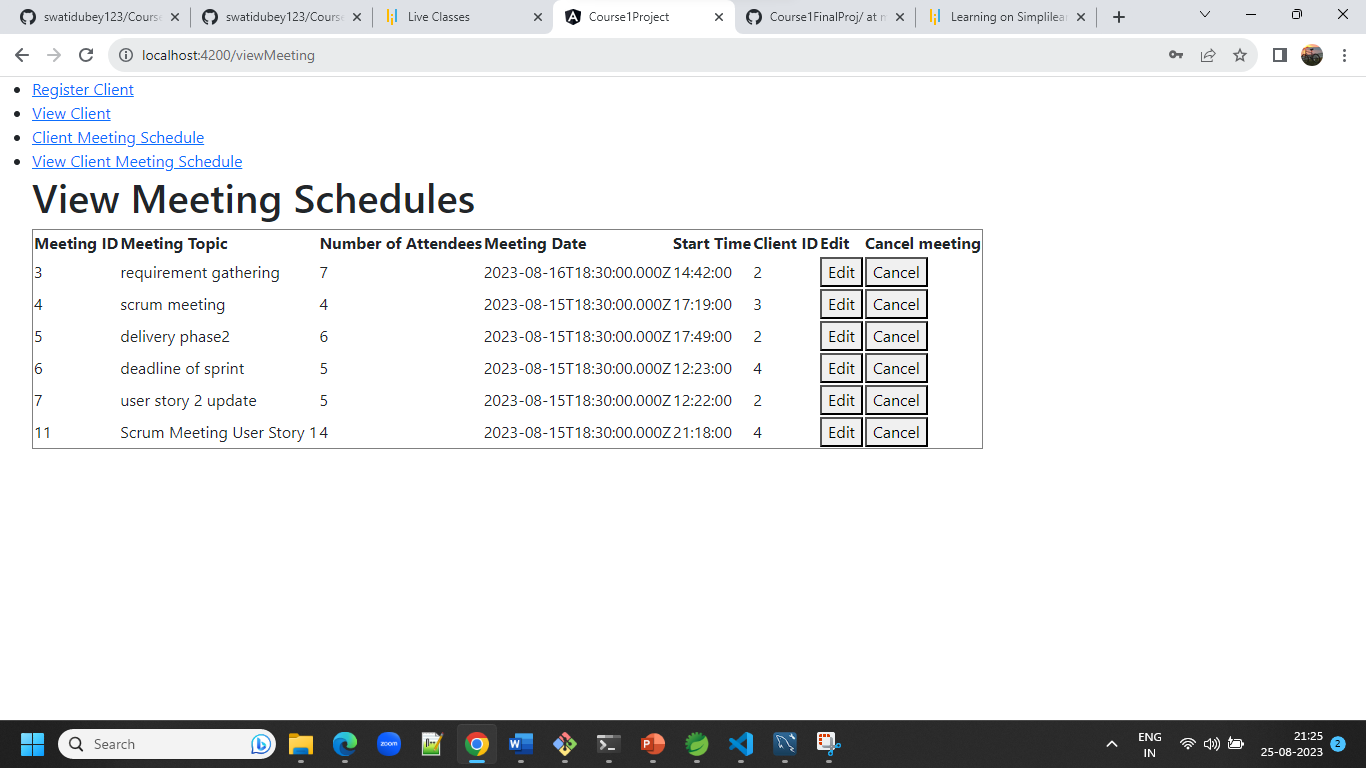 swatidubey123/Course
swatidubey123/Course
Live Classes
Course1Project
Course1FinalProj/ at m
Learning on Simplilear
localhost:4200/viewMeeting
Register Client
View Client
Client Meeting Schedule
View Client Meeting Schedule
View Meeting Schedules
Meeting ID Meeting Topic Number of Attendees Meeting Date Start Time Client ID Edit Cancel meeting
3 requirement gathering 7 2023-08-16T18:30:00.000Z 14:42:00 2 Edit Cancel
4 scrum meeting 4 2023-08-15T18:30:00.000Z 17:19:00 3 Edit Cancel
5 delivery phase2 6 2023-08-15T18:30:00.000Z 17:49:00 2 Edit Cancel
6 deadline of sprint 5 2023-08-15T18:30:00.000Z 12:23:00 4 Edit Cancel
7 user story 2 update 5 2023-08-15T18:30:00.000Z 12:22:00 2 Edit Cancel
11 Scrum Meeting User Story 1 4 2023-08-15T18:30:00.000Z 21:18:00 4 Edit Cancel
Search
zoom
ENG
IN
21:25
25-08-2023
2